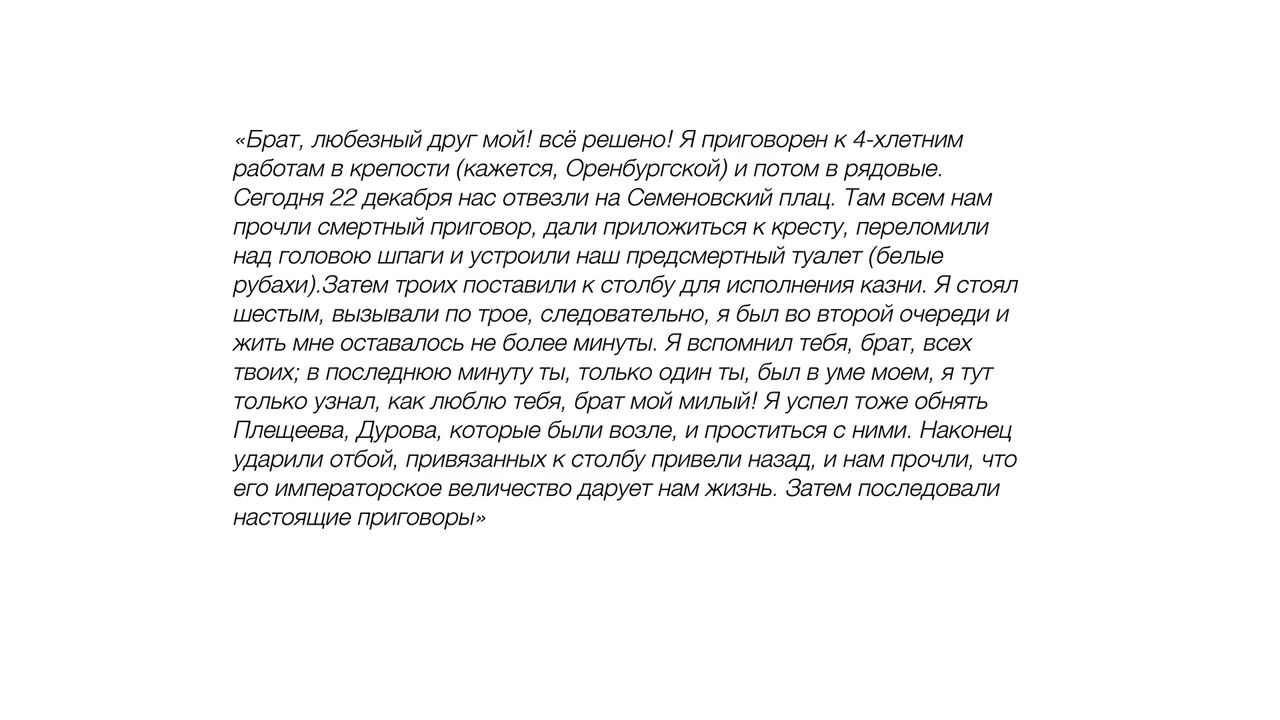 «Брат, любезный друг мой! всё решено! Я приговорен к 4-хлетним
работам в крепости (кажется, Оренбургской) и потом в рядовые.
Сегодня 22 декабря нас отвезли на Семеновский плац. Там всем нам
прочли смертный приговор, дали приложиться к кресту, переломили
над головою шпаги и устроили наш предсмертный туалет (белые
рубахи).Затем троих поставили к столбу для исполнения казни. Я стоял
шестым, вызывали по трое, следовательно, я был во второй очереди и
жить мне оставалось не более минуты. Я вспомнил тебя, брат, всех
твоих; в последнюю минуту ты, только один ты, был в уме моем, я тут
только узнал, как люблю тебя, брат мой милый! Я успел тоже обнять
Плещеева, Дурова, которые были возле, и проститься с ними. Наконец
ударили отбой, привязанных к столбу привели назад, и нам прочли, что
его императорское величество дарует нам жизнь. Затем последовали
настоящие приговоры»